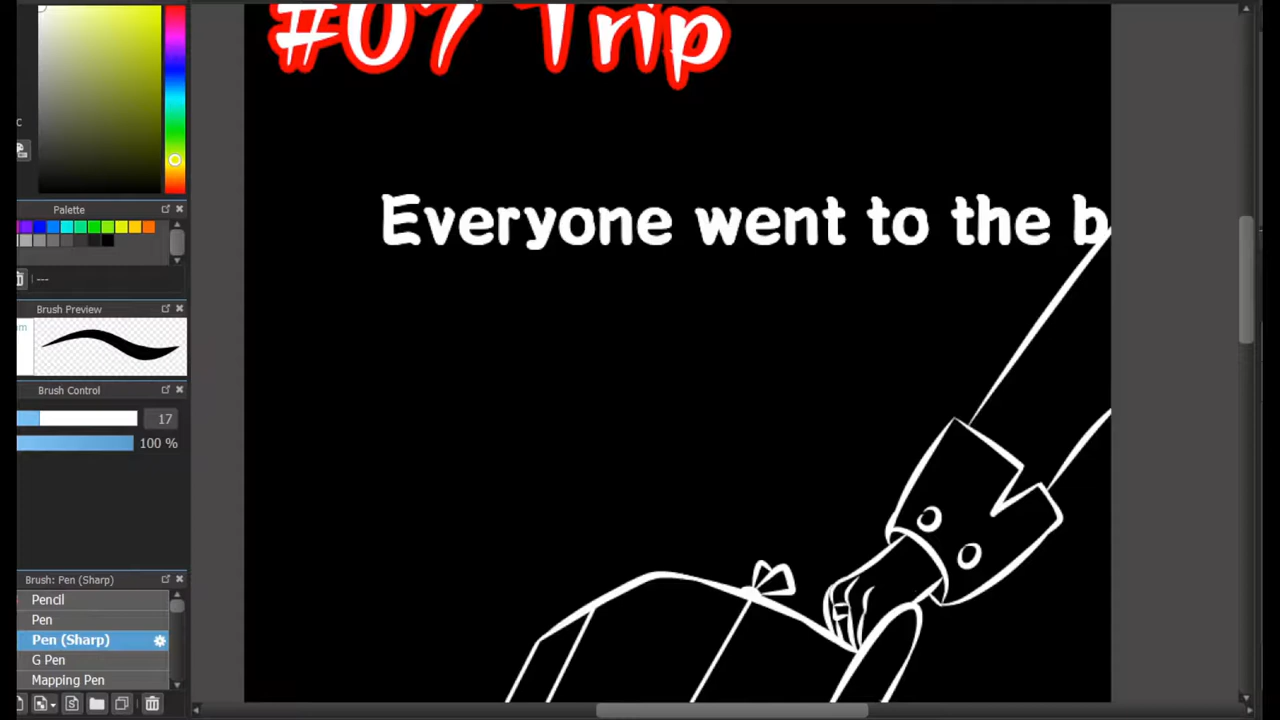 #07 Trip
Everyone went to the b
c
Palette
---
Brush Preview
Brush Control
17
100 %
Brush: Pen (Sharp)
Pencil
Pen
Pen (Sharp)
G Pen
Mapping Pen